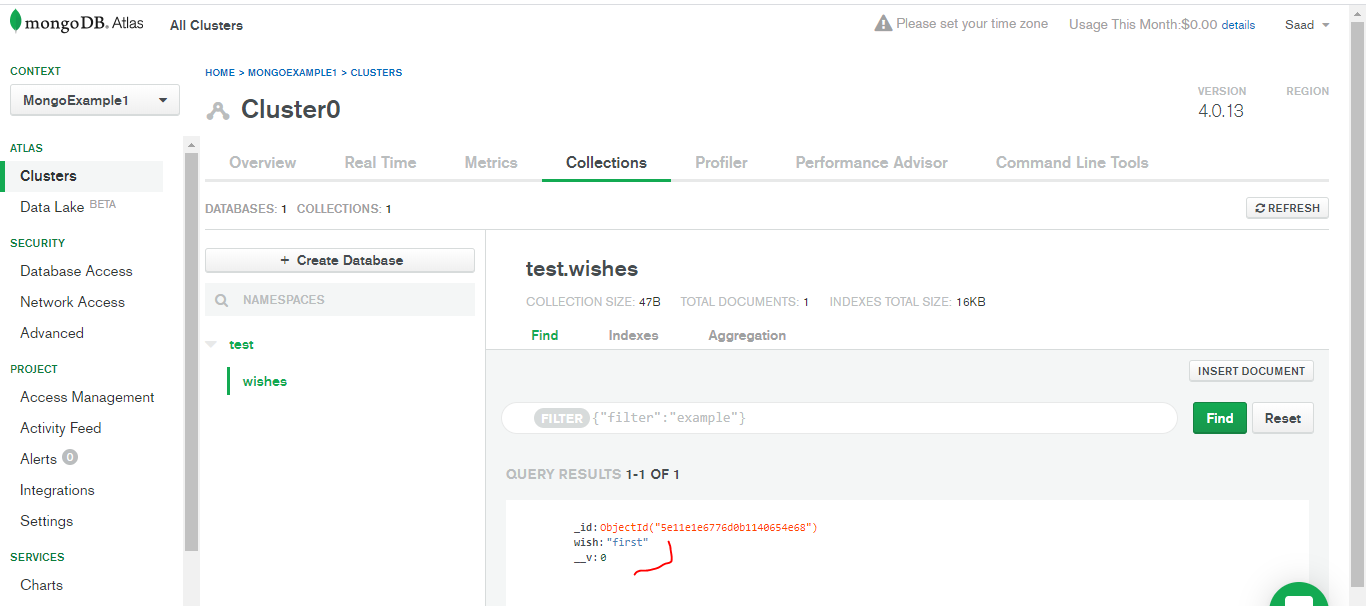 mongoDB. Atlas All Clusters Please set your time zone Usage This Month:$0.00 details Saad
CONTEXT
MongoExample1
ATLAS
Clusters
Data Lake BETA
SECURITY
Database Access
Network Access
Advanced
PROJECT
Access Management
Activity Feed
Alerts 0
Integrations
Settings
SERVICES
Charts
HOME > MONGOEXAMPLE1 > CLUSTERS
Cluster0
VERSION
4.0.13
REGION
Overview Real Time Metrics Collections Profiler Performance Advisor Command Line Tools
DATABASES: 1 COLLECTIONS: 1
REFRESH
+ Create Database
NAMESPACES
test
wishes
test.wishes
COLLECTION SIZE: 47B TOTAL DOCUMENTS: 1 INDEXES TOTAL SIZE: 16KB
Find Indexes Aggregation
INSERT DOCUMENT
FILTER {"filter":"example"}
Find Reset
QUERY RESULTS 1-1 OF 1
_id:ObjectId("5e11e1e6776d0b1140654e68")
wish:"first"
__v:0